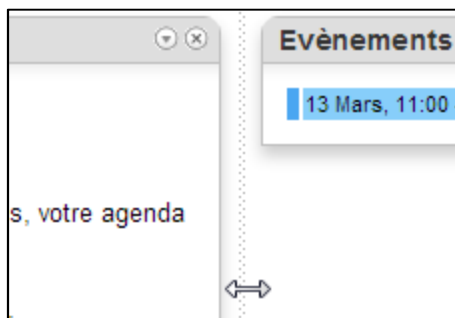 Evènements
13 Mars, 11:00
s, votre agenda